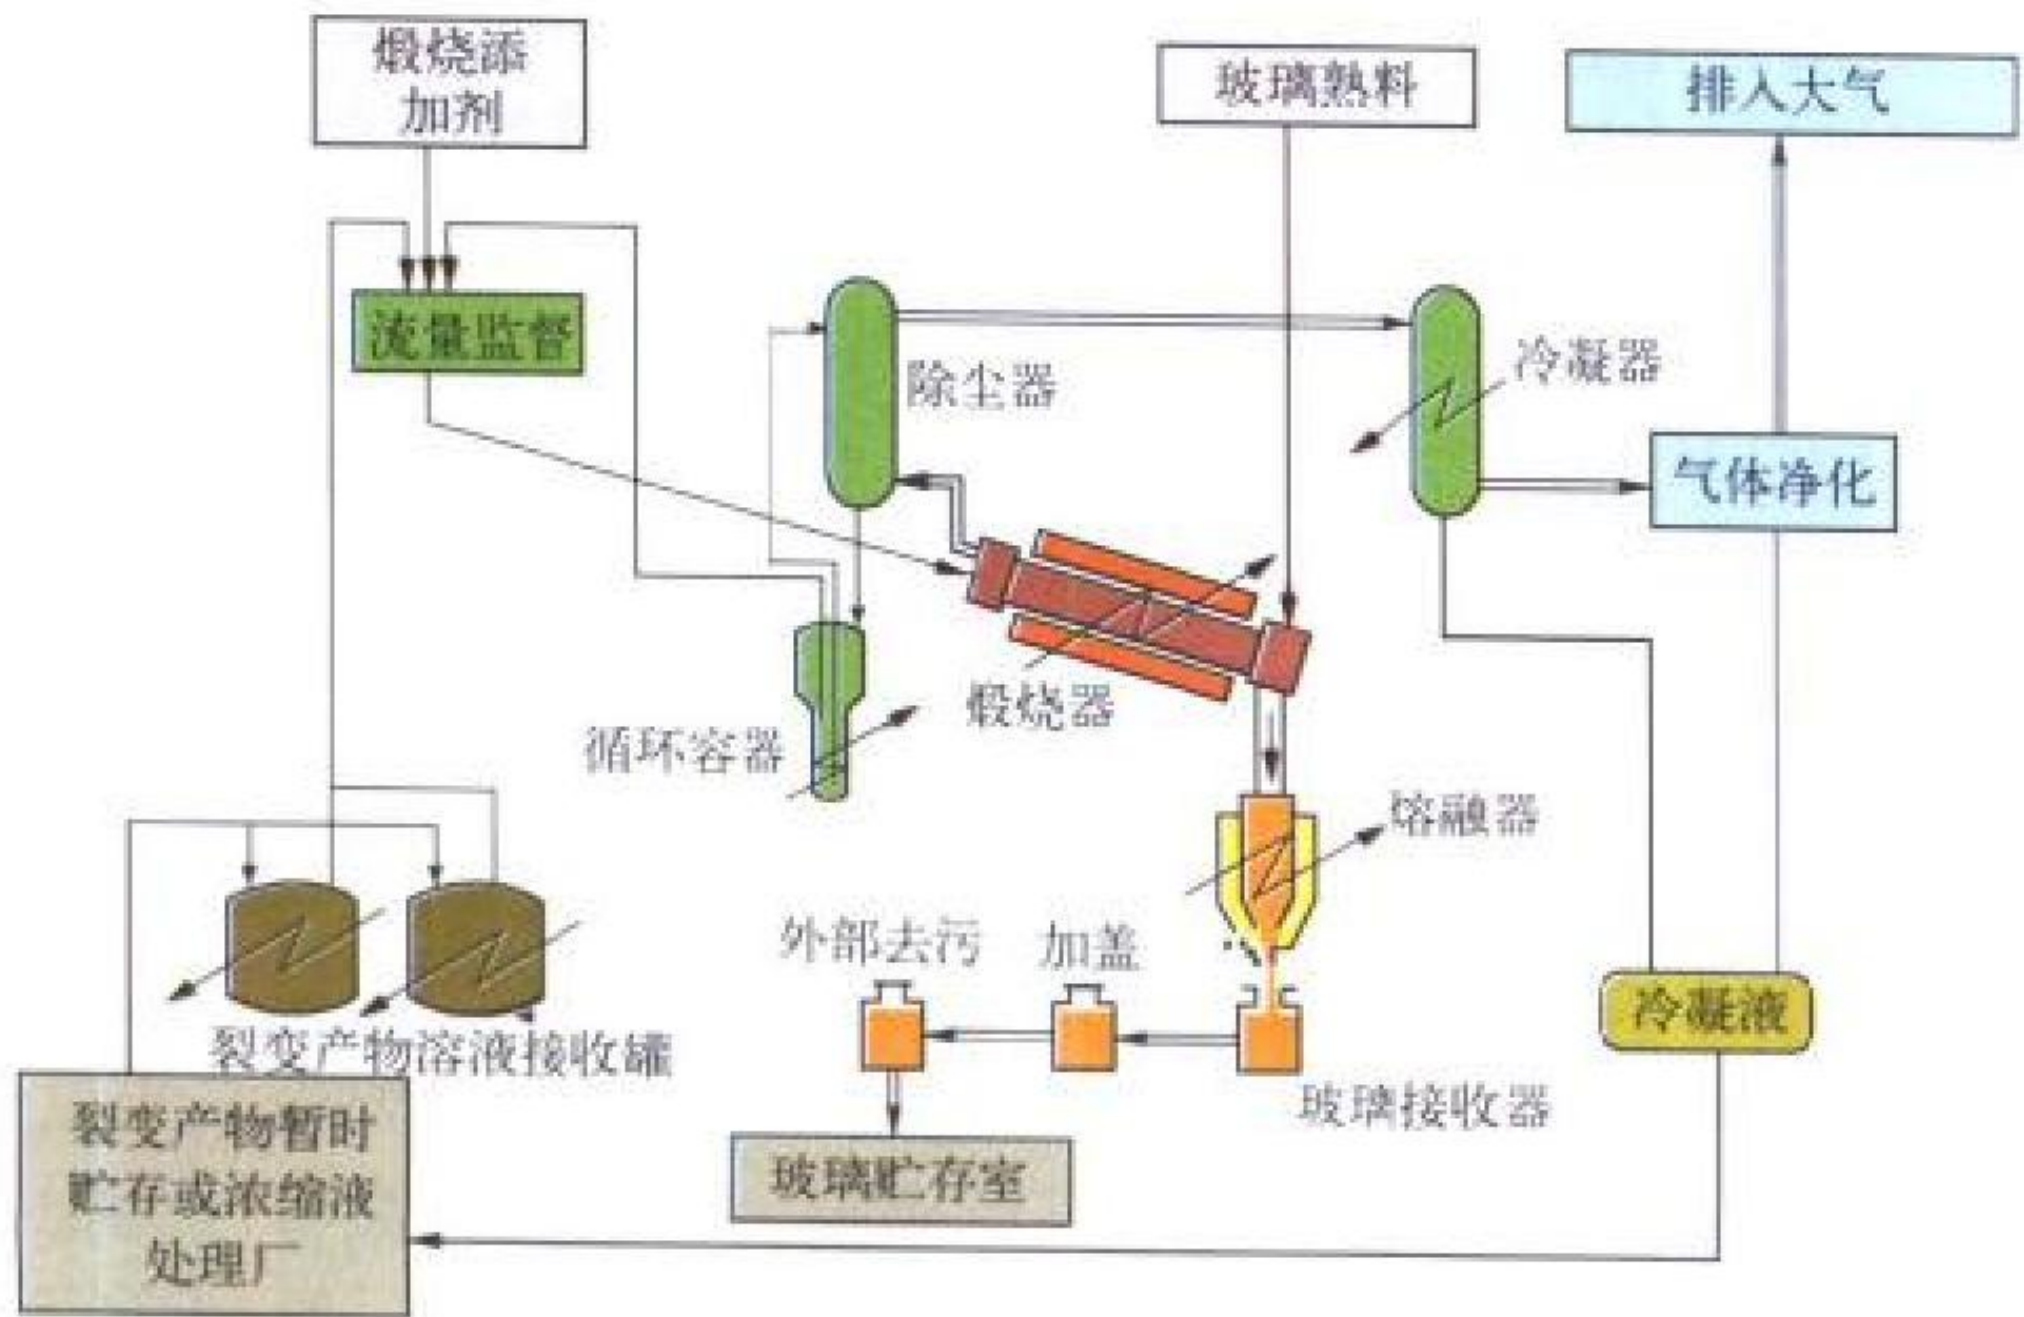 煅烧添
加剂
玻璃熟料
排入大气
流量监督
除尘器
冷凝器
气体净化
煅烧器
循环容器
熔融器
外部去污
加盖
冷凝液
裂变产物溶液接收罐
玻璃接收器
裂变产物暂时
贮存或浓缩液
处理厂
玻璃贮存室